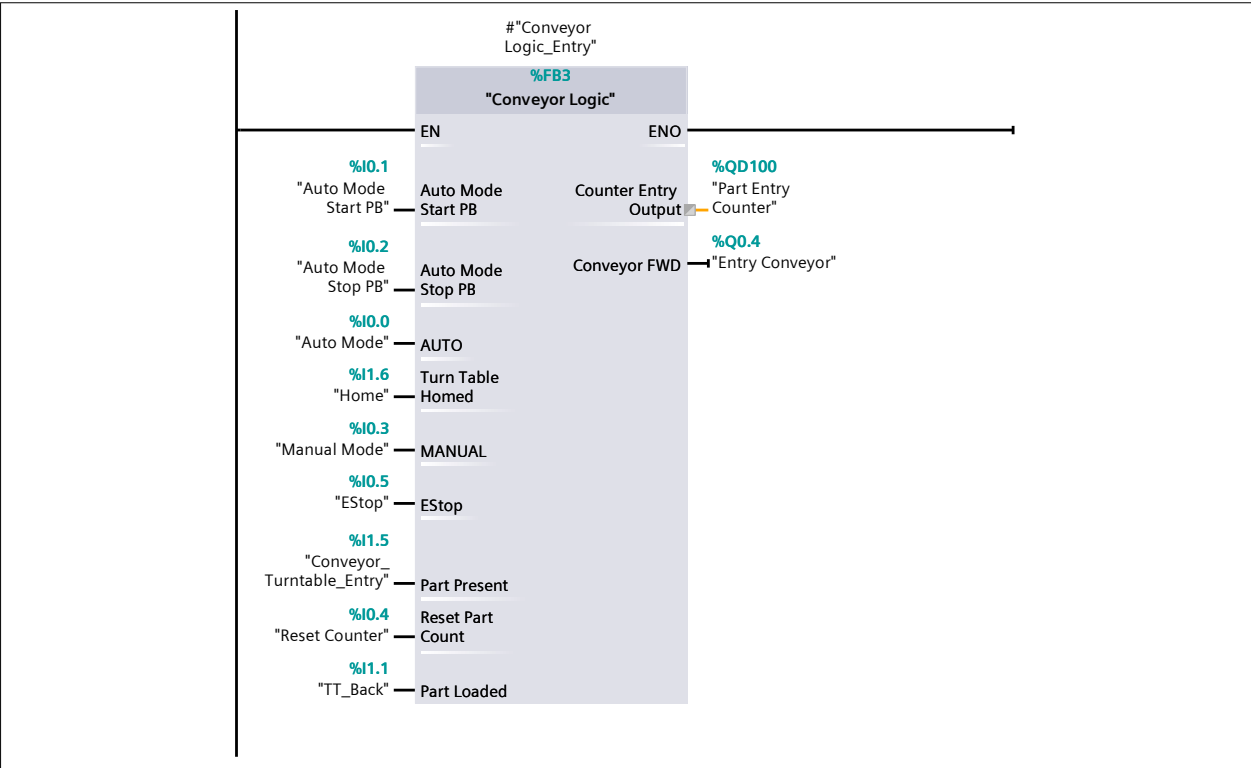 #"Conveyor
Logic_Entry"
%FB3
"Conveyor Logic"
EN
ENO
%I0.1
"Auto Mode
Start PB"
Auto Mode
Start PB
Counter Entry
Output
%QD100
"Part Entry
Counter"
%I0.2
"Auto Mode
Stop PB"
Auto Mode
Stop PB
Conveyor FWD
%Q0.4
"Entry Conveyor"
%I0.0
"Auto Mode"
AUTO
%I1.6
"Home"
Turn Table
Homed
%I0.3
"Manual Mode"
MANUAL
%I0.5
"EStop"
EStop
%I1.5
"Conveyor_
Turntable_Entry"
Part Present
%I0.4
"Reset Counter"
Reset Part
Count
%I1.1
"TT_Back"
Part Loaded